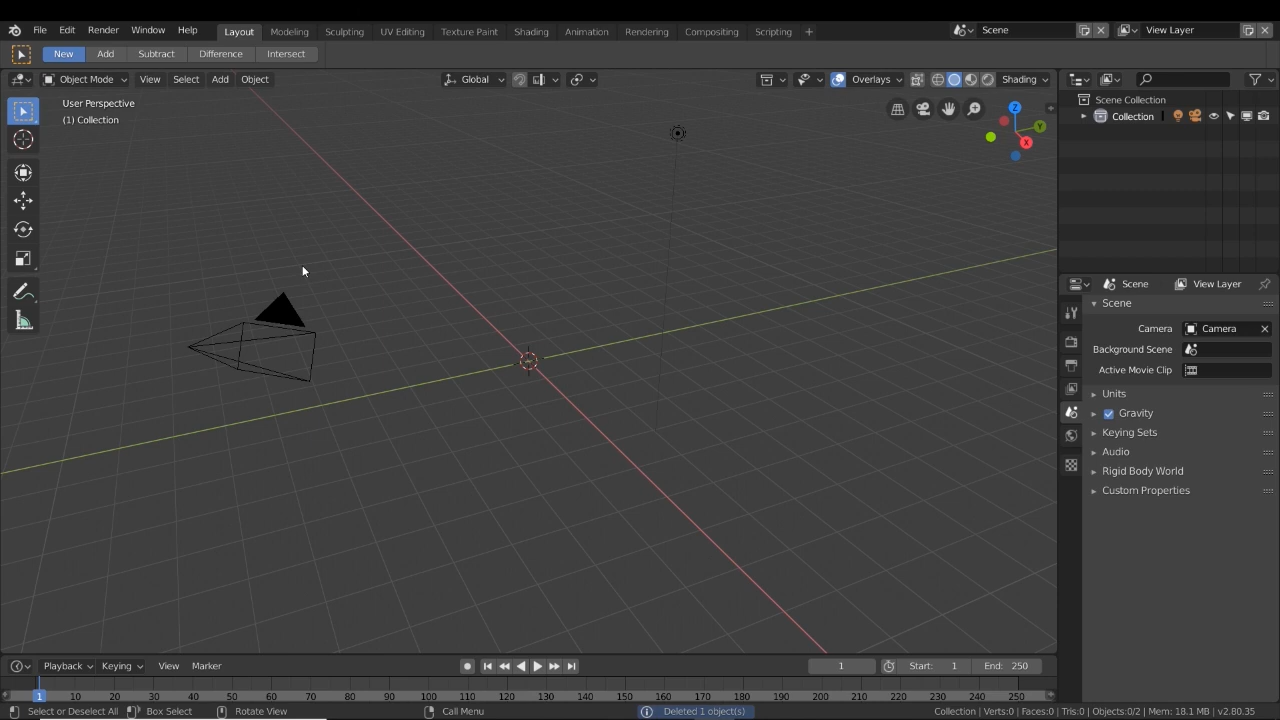 File Edit Render Window Help Layout Modeling Sculpting UV Editing Texture Paint Shading Animation Rendering Compositing Scripting + Scene View Layer
New Add Subtract Difference Intersect
Object Mode View Select Add Object Global Overlays Shading
User Perspective
(1) Collection
Z
Y
X
Scene Collection
Collection
Scene View Layer
Scene
Camera Camera
Background Scene
Active Movie Clip
Units
Gravity
Keying Sets
Audio
Rigid Body World
Custom Properties
Playback Keying View Marker 1 Start: 1 End: 250
1 10 20 30 40 50 60 70 80 90 100 110 120 130 140 150 160 170 180 190 200 210 220 230 240 250
Select or Deselect All Box Select Rotate View Call Menu Deleted 1 object(s) Collection | Verts:0 | Faces:0 | Tris:0 | Objects:0/2 | Mem: 18.1 MB | v2.80.35